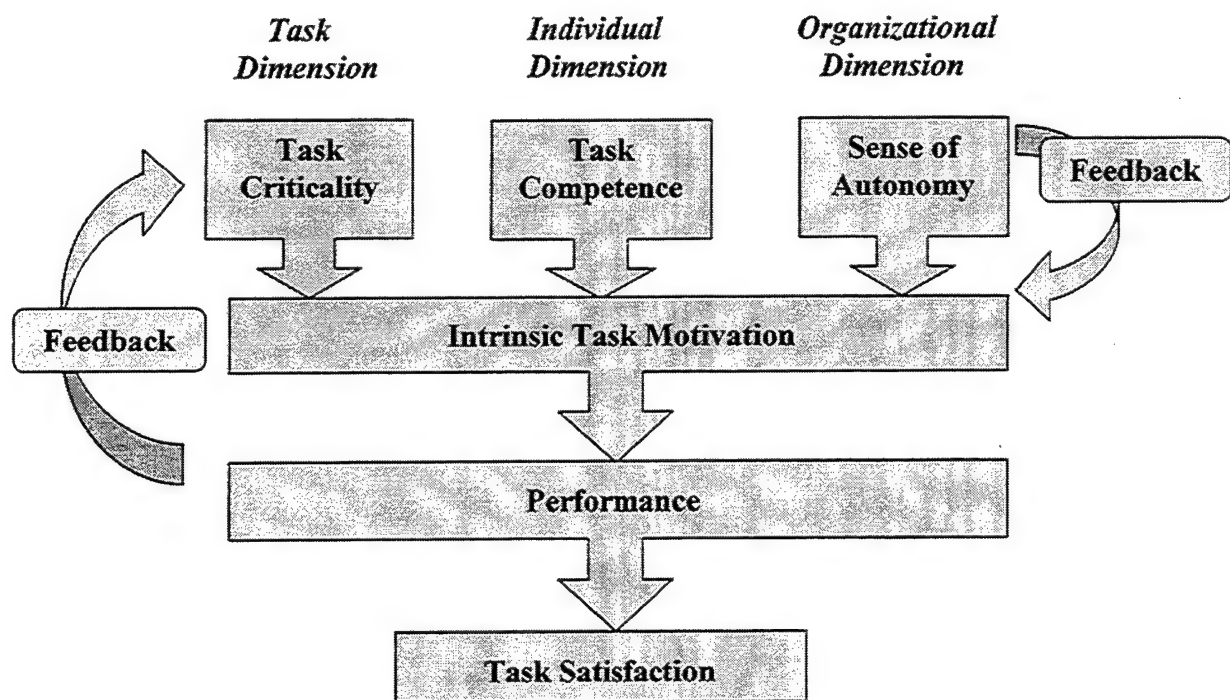 Task
Dimension
Individual
Dimension
Organizational
Dimension
Task
Criticality
Task
Competence
Sense of
Autonomy
Feedback
Feedback
Intrinsic Task Motivation
Performance
Task Satisfaction